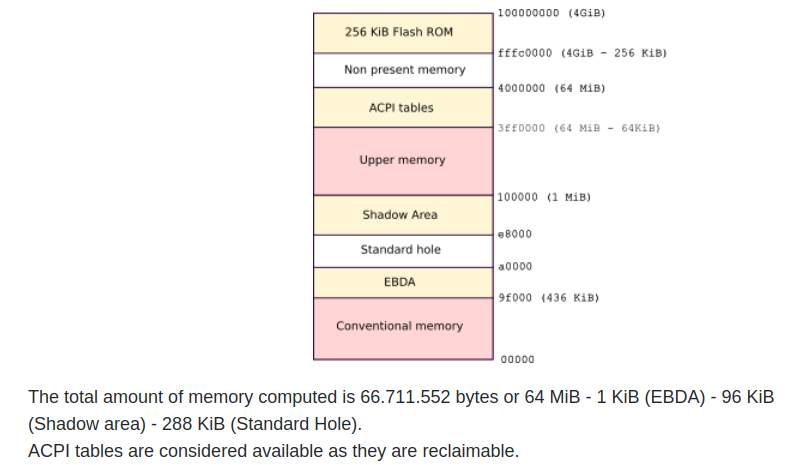 100000000 (4GiB)
256 KiB Flash ROM
fffc0000 (4GiB - 256 KiB)
Non present memory
4000000 (64 MiB)
ACPI tables
3ff0000 (64 MiB - 64KiB)
Upper memory
100000 (1 MiB)
Shadow Area
e8000
Standard hole
a0000
EBDA
9f000 (436 KiB)
Conventional memory
00000
The total amount of memory computed is 66.711.552 bytes or 64 MiB - 1 KiB (EBDA) - 96 KiB
(Shadow area) - 288 KiB (Standard Hole).
ACPI tables are considered available as they are reclaimable.